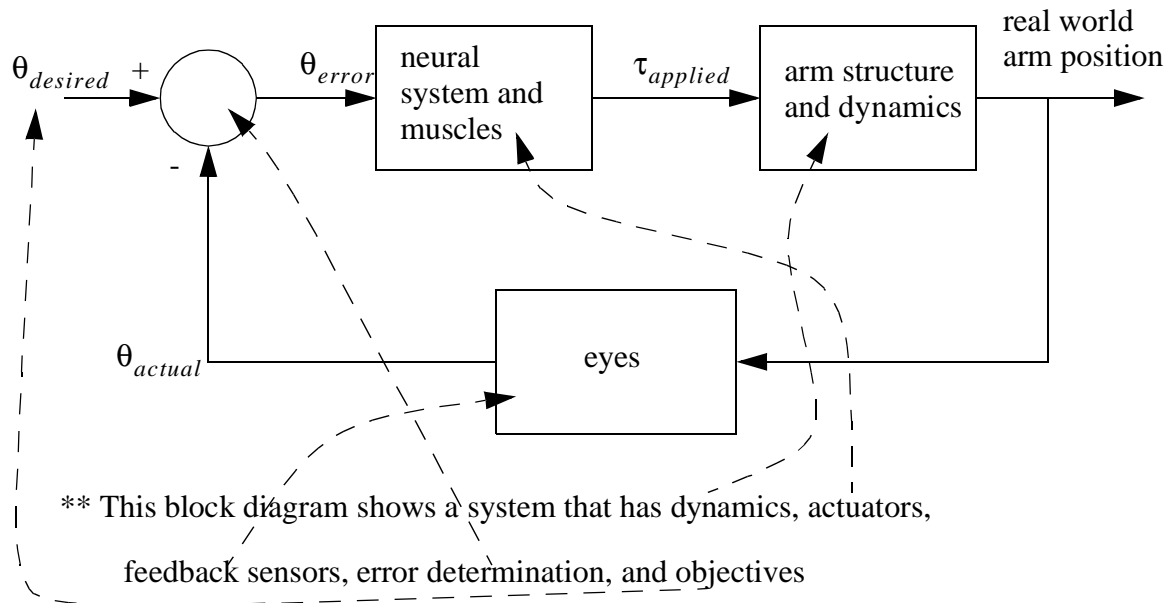 real world
arm position
θdesired
+
-
θerror
neural
system and
muscles
τapplied
arm structure
and dynamics
θactual
eyes
** This block diagram shows a system that has dynamics, actuators,
feedback sensors, error determination, and objectives